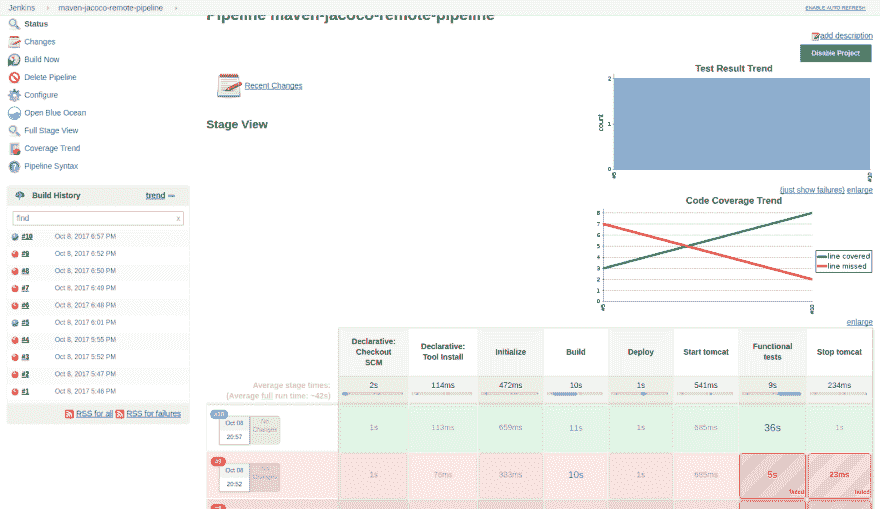 Jenkins › maven-jacoco-remote-pipeline ›
ENABLE AUTO REFRESH
Pipeline maven-jacoco-remote-pipeline
Status
Changes
Build Now
Delete Pipeline
Configure
Open Blue Ocean
Full Stage View
Coverage Trend
Pipeline Syntax
Build History
trend
find x
#10 Oct 8, 2017 6:57 PM
#9 Oct 8, 2017 6:52 PM
#8 Oct 8, 2017 6:50 PM
#7 Oct 8, 2017 6:49 PM
#6 Oct 8, 2017 6:48 PM
#5 Oct 8, 2017 6:01 PM
#4 Oct 8, 2017 5:55 PM
#3 Oct 8, 2017 5:52 PM
#2 Oct 8, 2017 5:47 PM
#1 Oct 8, 2017 5:46 PM
RSS for all RSS for failures
add description
Disable Project
Recent Changes
Stage View
Test Result Trend
count
2
1
0
#5
#10
(just show failures) enlarge
Code Coverage Trend
8
7
6
5
4
3
2
1
0
#5
#10
line covered
line missed
enlarge
Declarative: Checkout SCM
Declarative: Tool Install
Initialize
Build
Deploy
Start tomcat
Functional tests
Stop tomcat
Average stage times:
(Average full run time: ~42s)
2s 114ms 472ms 10s 1s 541ms 9s 234ms
#10
Oct 08
20:57
No Changes
1s 113ms 659ms 11s 1s 585ms 36s 1s
#9
Oct 08
20:52
No Changes
1s 78ms 10s 1s 5s 23ms
failed failed